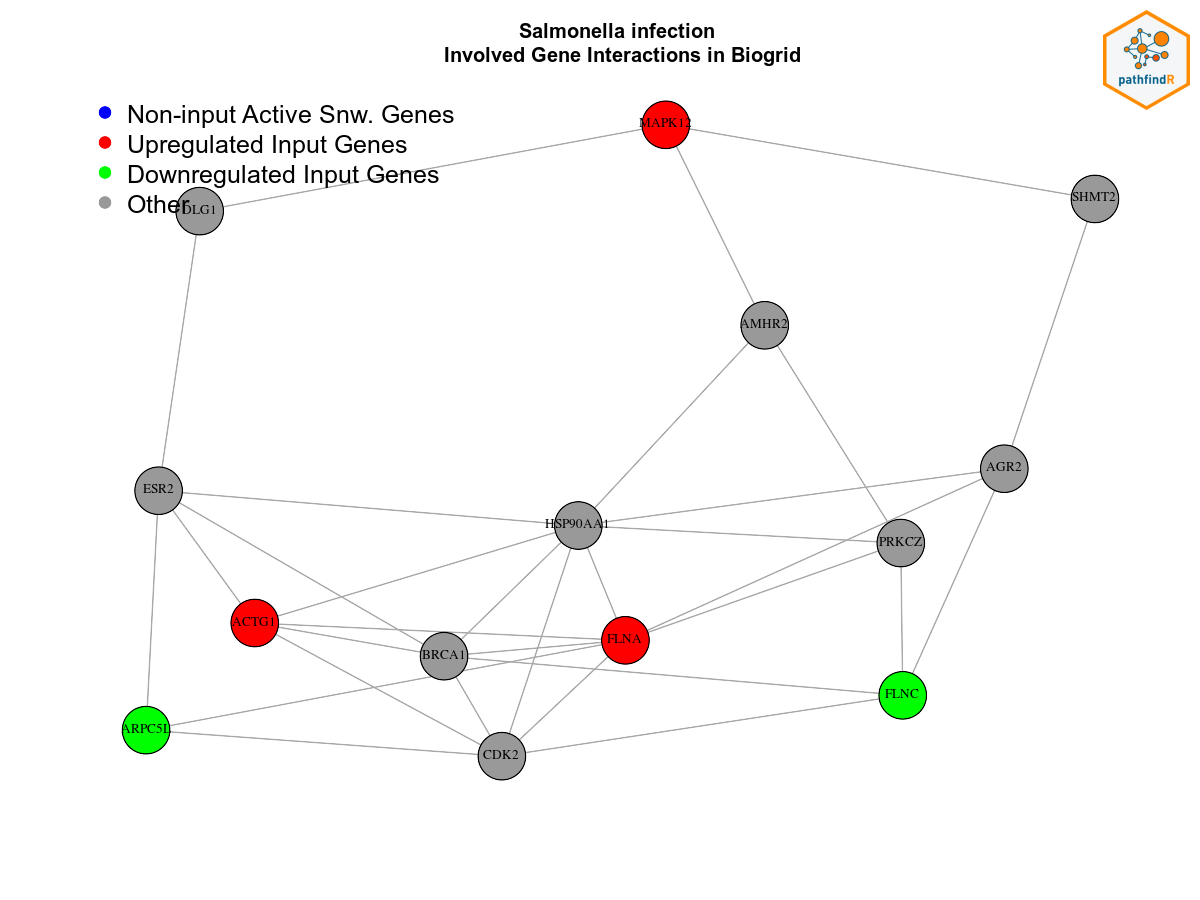 Salmonella infection
Involved Gene Interactions in Biogrid
pathfindR
Non-input Active Snw. Genes
Upregulated Input Genes
Downregulated Input Genes
Other
MAPK12
DLG1
SHMT2
AMHR2
AGR2
ESR2
HSP90AA1
PRKCZ
ACTG1
FLNA
BRCA1
FLNC
ARPC5L
CDK2